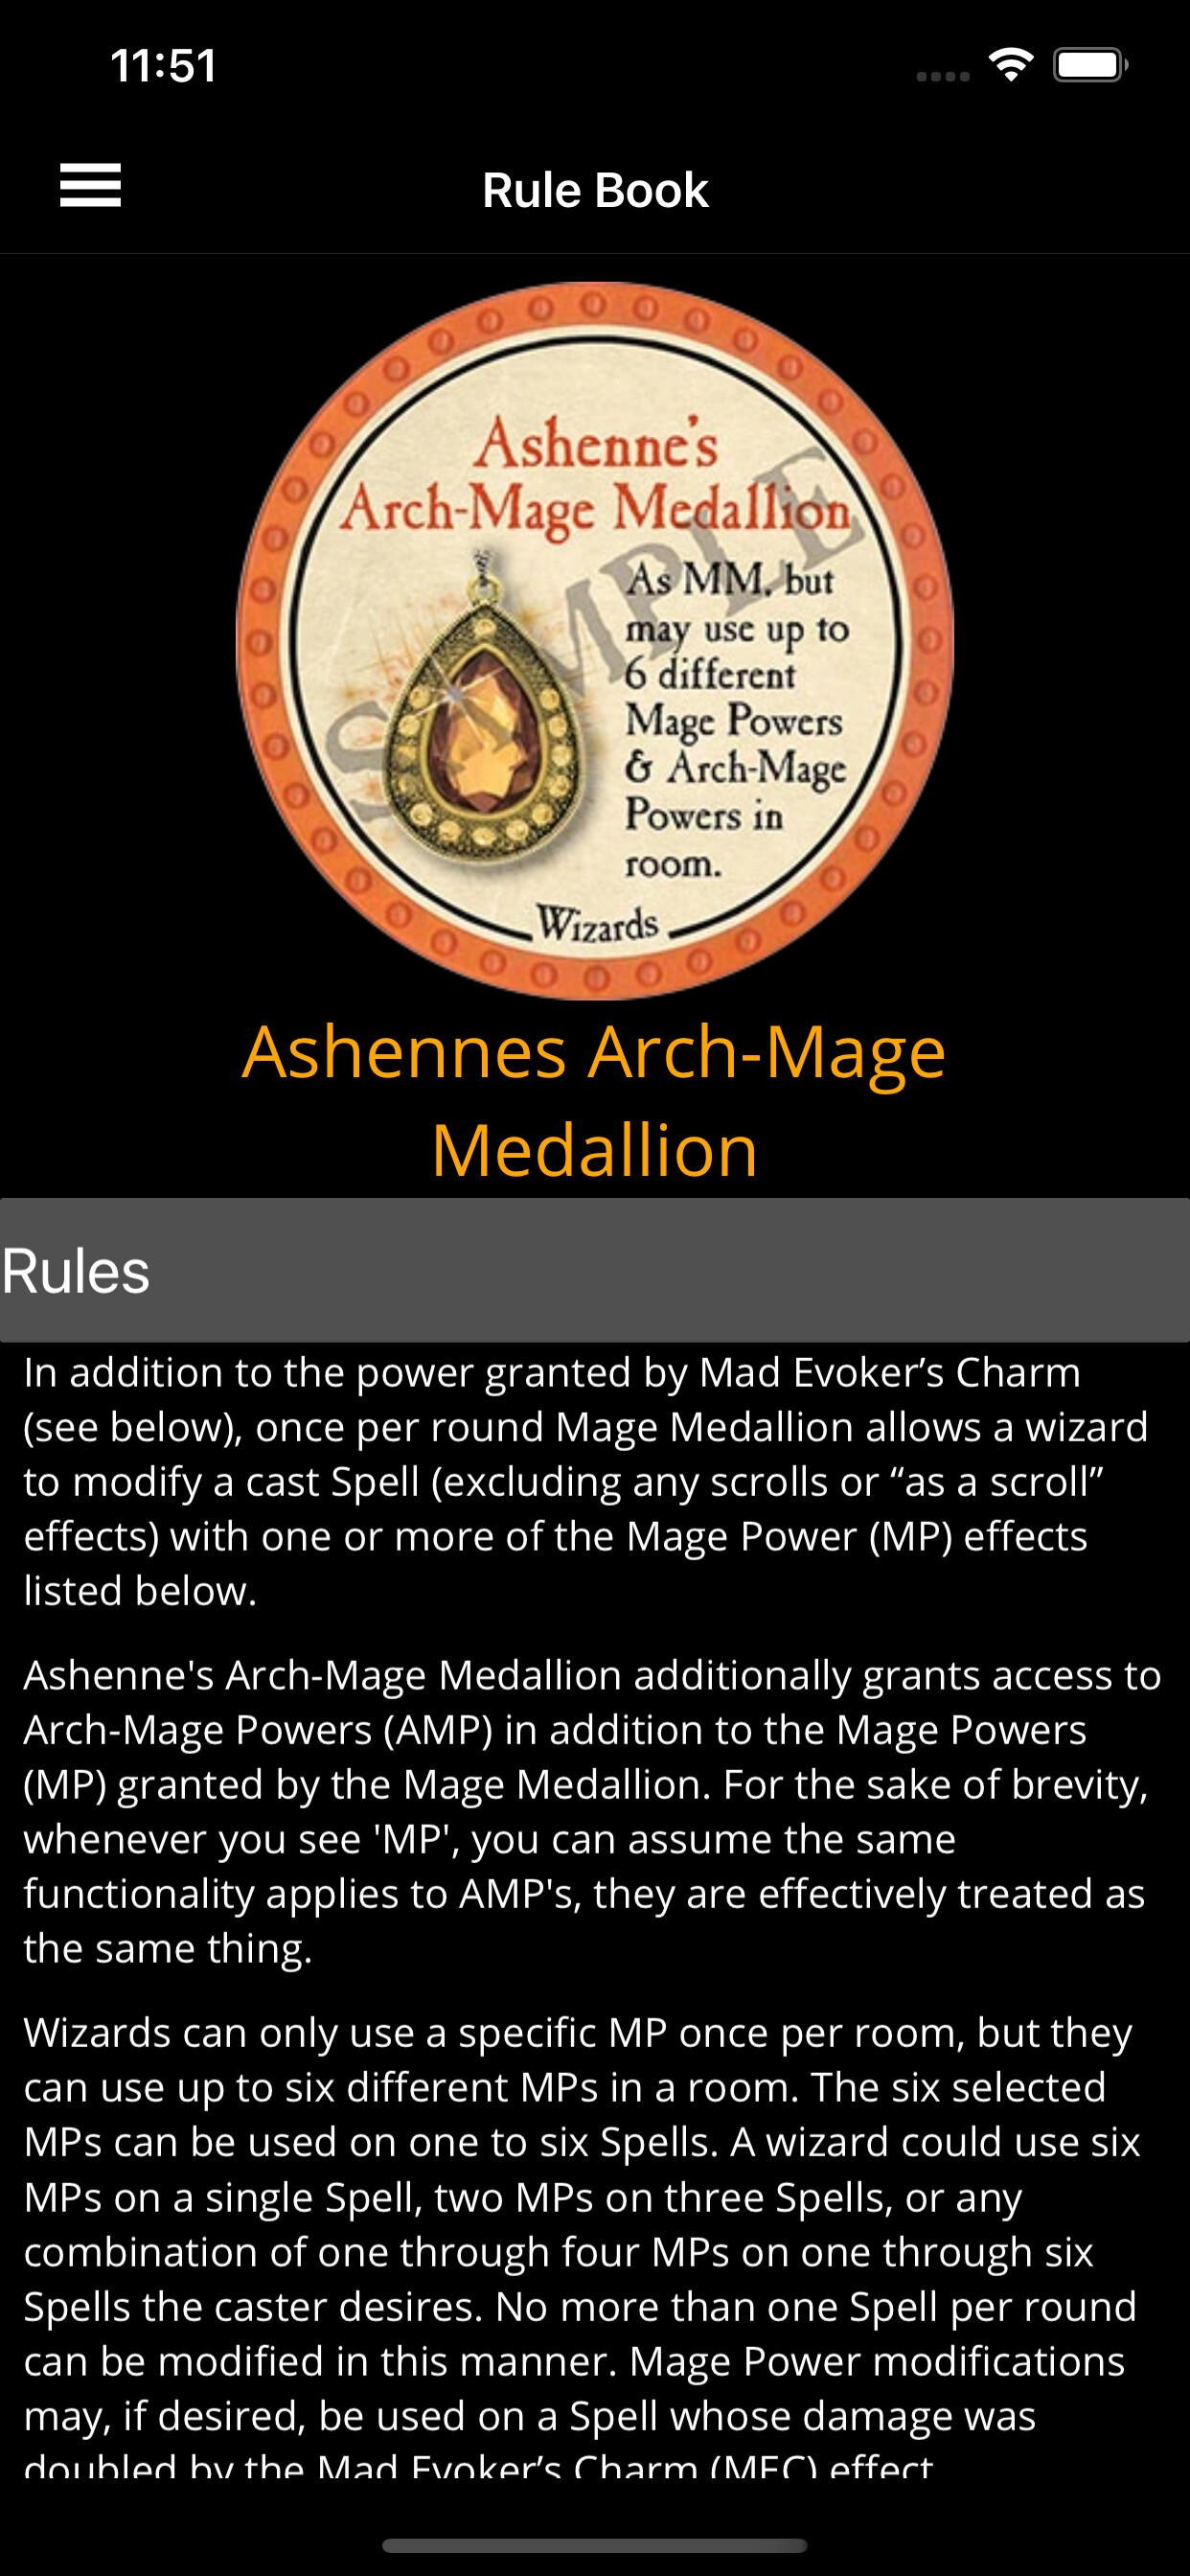 11:51
Rule Book
Ashenne's
Arch-Mage Medallion
SAMPLE
As MM, but
may use up to
6 different
Mage Powers
& Arch-Mage
Powers in
room.
Wizards
Ashennes Arch-Mage
Medallion
Rules
In addition to the power granted by Mad Evoker’s Charm
(see below), once per round Mage Medallion allows a wizard
to modify a cast Spell (excluding any scrolls or “as a scroll”
effects) with one or more of the Mage Power (MP) effects
listed below.
Ashenne's Arch-Mage Medallion additionally grants access to
Arch-Mage Powers (AMP) in addition to the Mage Powers
(MP) granted by the Mage Medallion. For the sake of brevity,
whenever you see 'MP', you can assume the same
functionality applies to AMP's, they are effectively treated as
the same thing.
Wizards can only use a specific MP once per room, but they
can use up to six different MPs in a room. The six selected
MPs can be used on one to six Spells. A wizard could use six
MPs on a single Spell, two MPs on three Spells, or any
combination of one through four MPs on one through six
Spells the caster desires. No more than one Spell per round
can be modified in this manner. Mage Power modifications
may, if desired, be used on a Spell whose damage was
doubled by the Mad Evoker’s Charm (MEC) effect